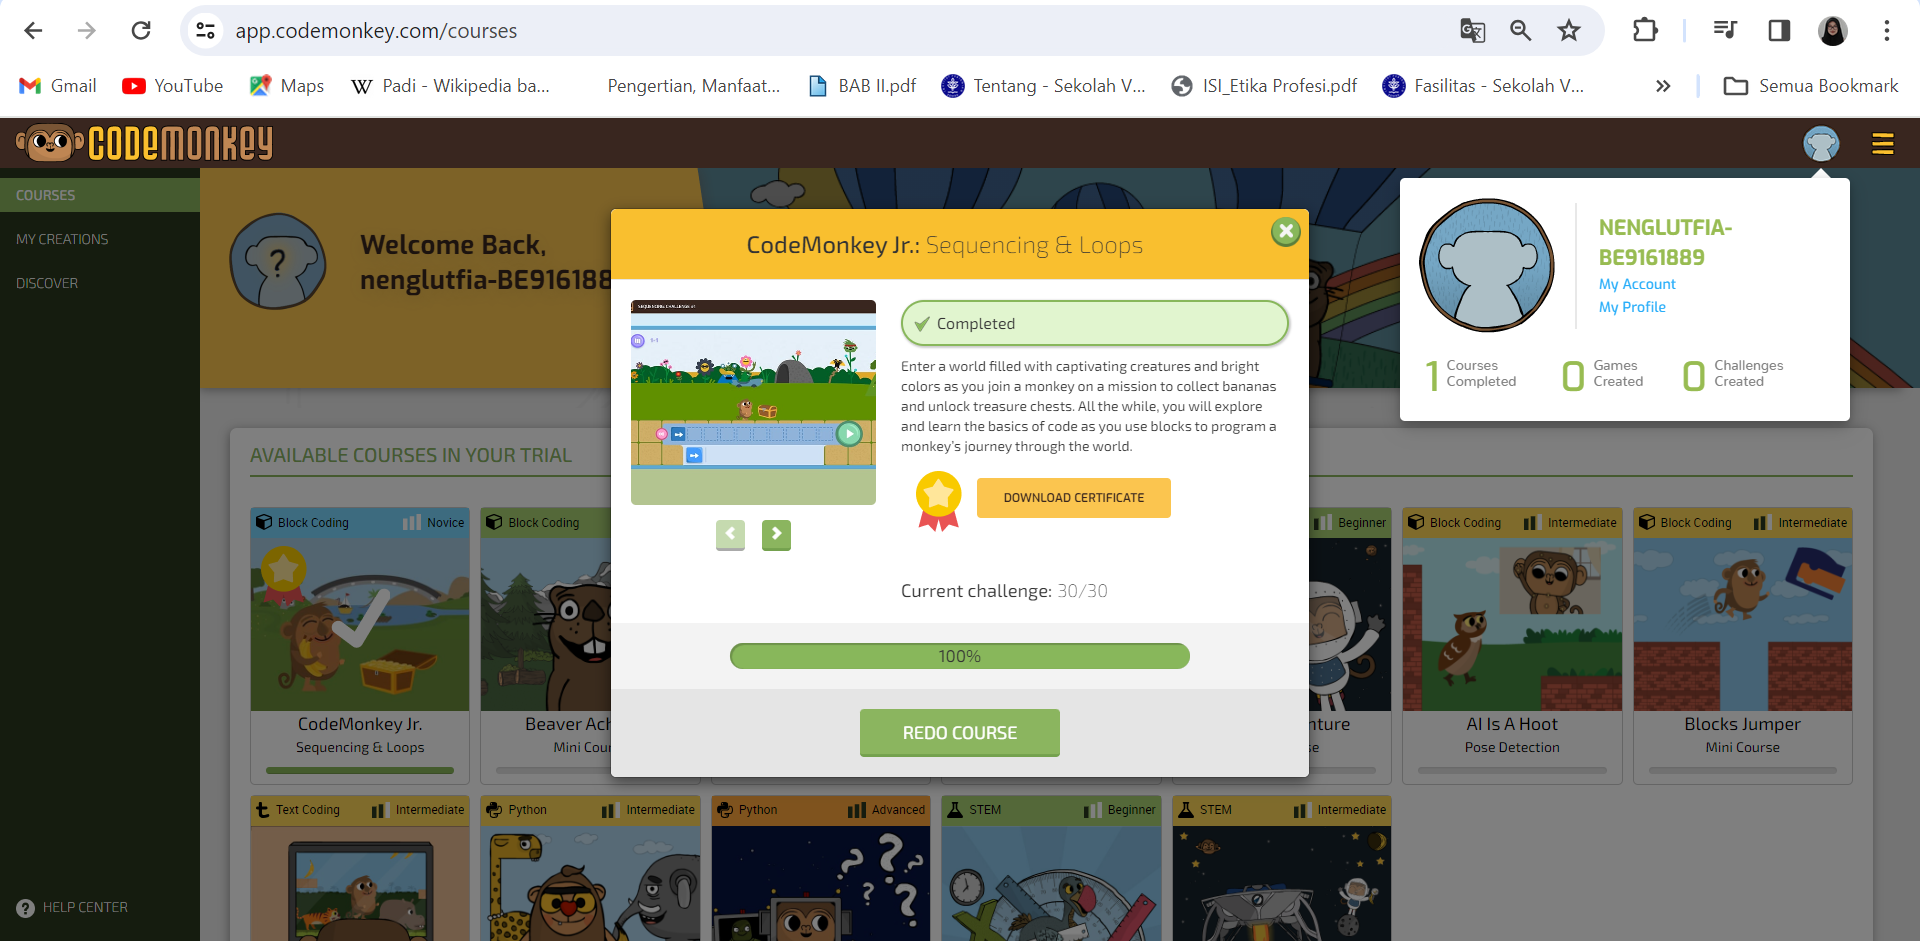 app.codemonkey.com/courses
Gmail
YouTube
Maps
Padi - Wikipedia ba...
Pengertian, Manfaat...
BAB II.pdf
Tentang - Sekolah V...
ISI_Etika Profesi.pdf
Fasilitas - Sekolah V...
Semua Bookmark
CODEMONKEY
COURSES
MY CREATIONS
DISCOVER
HELP CENTER
Welcome Back,
nenglutfia-BE9161889
NENGLUTFIA-
BE9161889
My Account
My Profile
1 Courses
Completed
0 Games
Created
0 Challenges
Created
CodeMonkey Jr.: Sequencing & Loops
SEQUENCING CHALLENGE #1
Completed
Enter a world filled with captivating creatures and bright
colors as you join a monkey on a mission to collect bananas
and unlock treasure chests. All the while, you will explore
and learn the basics of code as you use blocks to program a
monkey's journey through the world.
DOWNLOAD CERTIFICATE
Current challenge: 30/30
100%
REDO COURSE
AVAILABLE COURSES IN YOUR TRIAL
Block Coding Novice
CodeMonkey Jr.
Sequencing & Loops
Block Coding
Beaver Ach
Mini Cour
Beginner
nture
se
Block Coding Intermediate
AI Is A Hoot
Pose Detection
Block Coding Intermediate
Blocks Jumper
Mini Course
Text Coding Intermediate
Python Intermediate
Python Advanced
STEM Beginner
STEM Intermediate